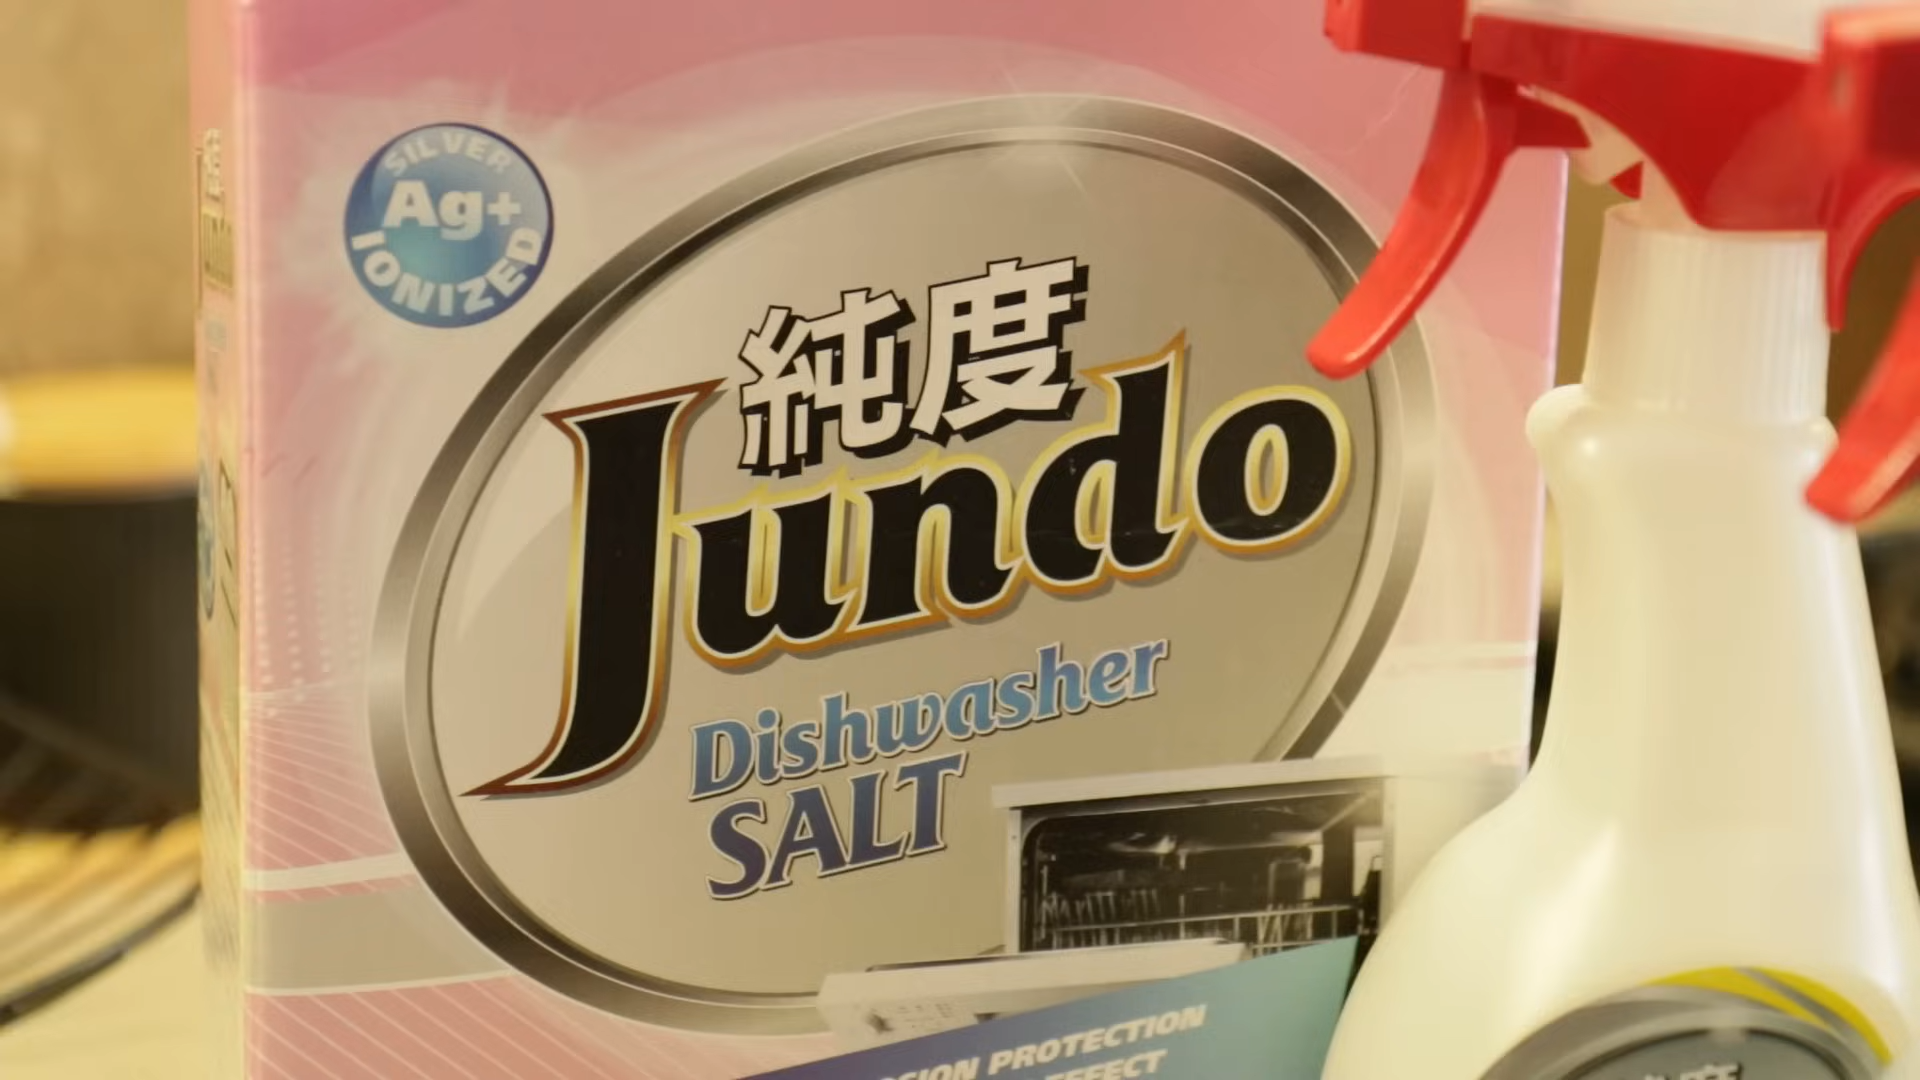 SILVER
Ag+
IONIZED
純度
Jundo
Dishwasher
SALT
PROTECTION